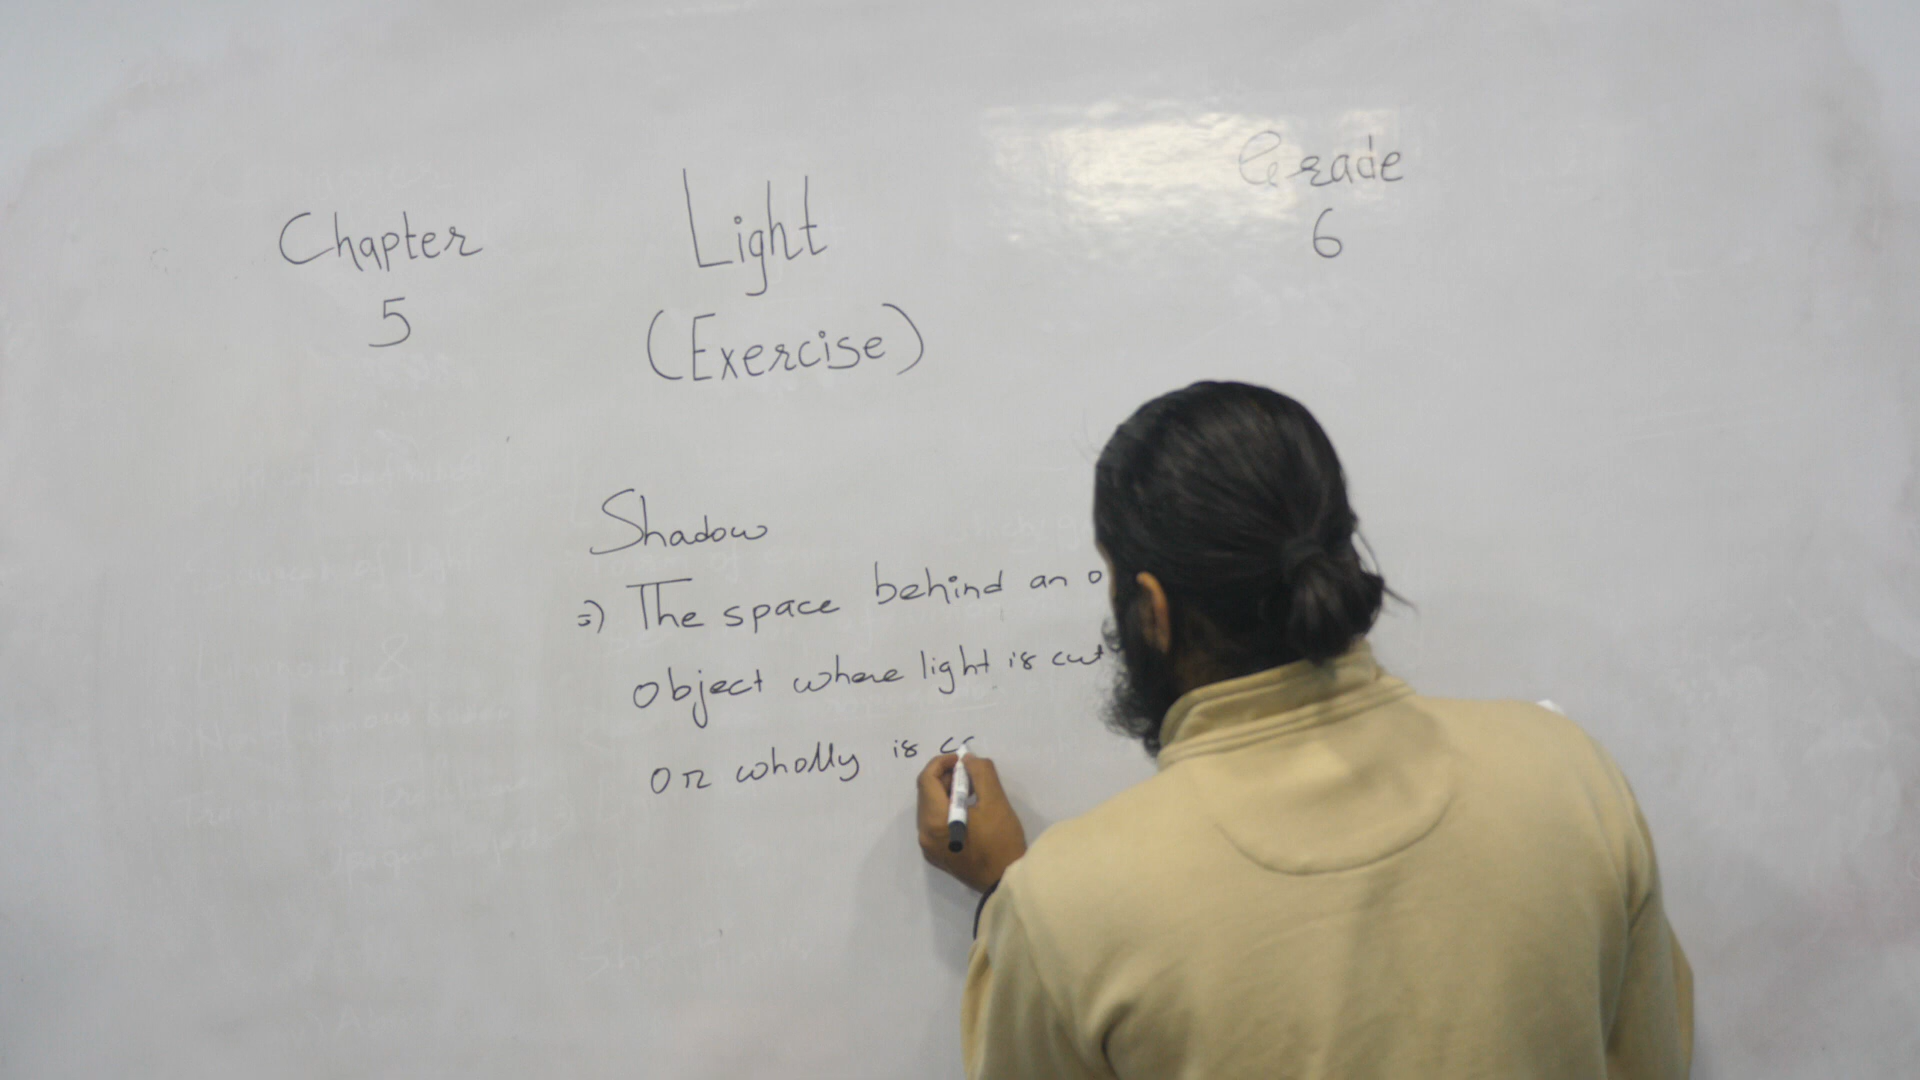 Chapter
5
Light
(Exercise)
Grade
6
Shadow
⇒ The space behind an
object where light is cut
or wholly is